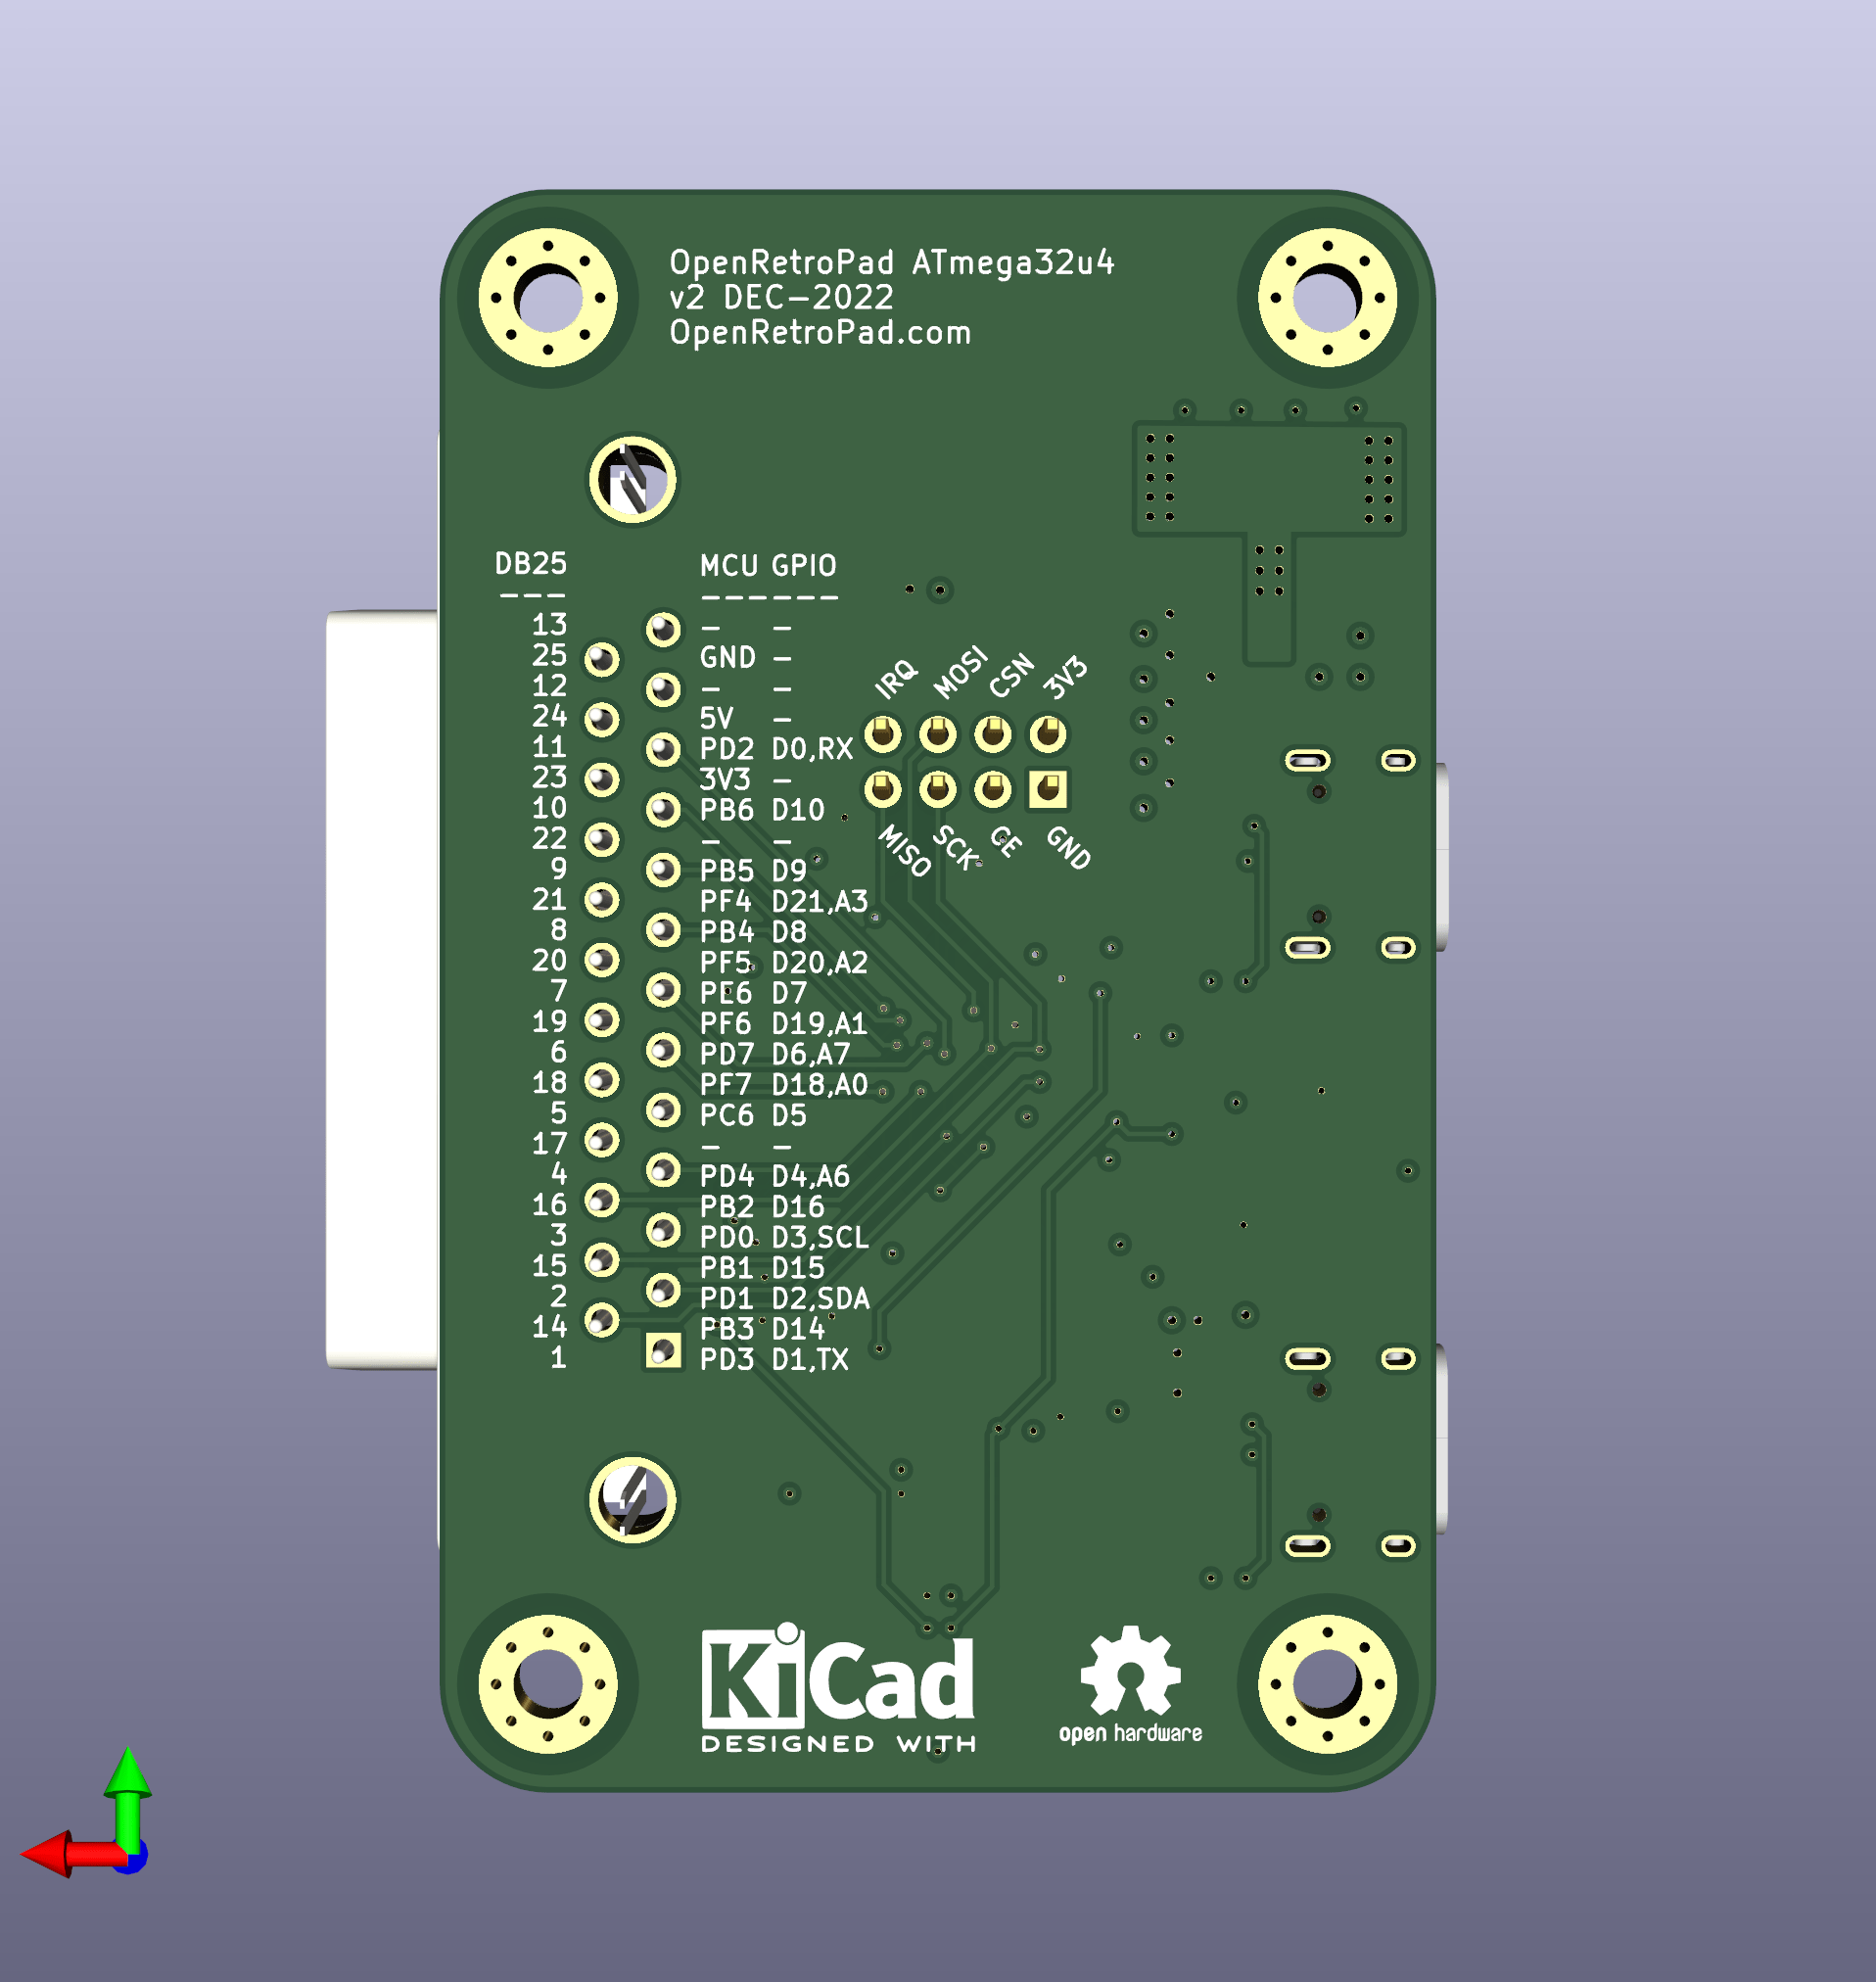 OpenRetroPad ATmega32u4
v2 DEC-2022
OpenRetroPad.com
DB25 MCU GPIO
--- ------
13 - -
25 GND -
12 - -
24 5V -
11 PD2 D0,RX
23 3V3 -
10 PB6 D10
22 - -
9 PB5 D9
21 PF4 D21,A3
8 PB4 D8
20 PF5 D20,A2
7 PE6 D7
19 PF6 D19,A1
6 PD7 D6,A7
18 PF7 D18,A0
5 PC6 D5
17 - -
4 PD4 D4,A6
16 PB2 D16
3 PD0 D3,SCL
15 PB1 D15
2 PD1 D2,SDA
14 PB3 D14
1 PD3 D1,TX
IRQ MOSI CSN 3V3
MISO SCK CE GND
KiCad
DESIGNED WITH
open hardware